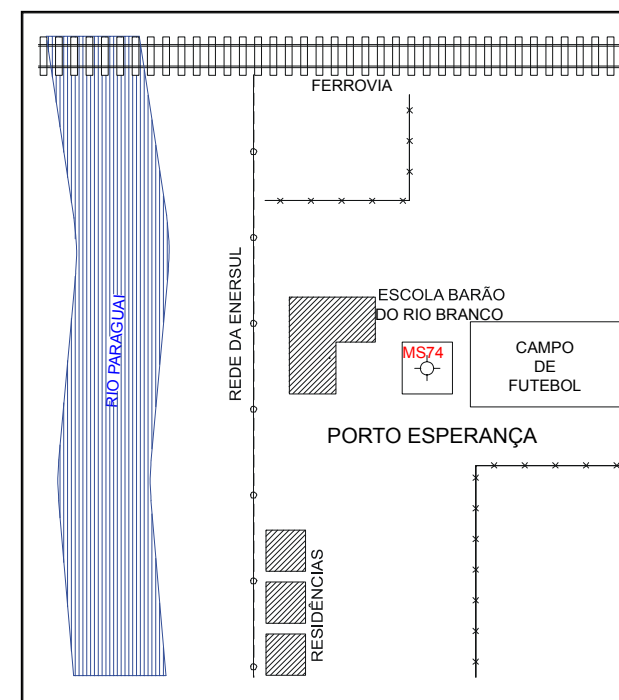 FERROVIA
RIO PARAGUAI
REDE DA ENERSUL
ESCOLA BARÃO
DO RIO BRANCO
MS74
CAMPO
DE
FUTEBOL
PORTO ESPERANÇA
RESIDÊNCIAS